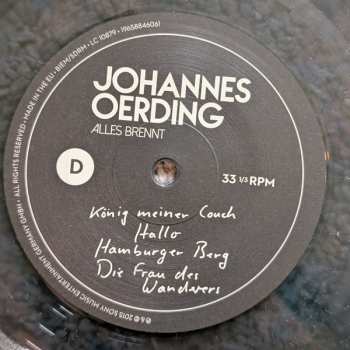 JOHANNES
OERDING
ALLES BRENNT
D
33 1/3 RPM
König meiner Couch
Hallo
Hamburger Berg
Die Frau des
Wanderers
℗ & © 2015 SONY MUSIC ENTERTAINMENT GERMANY GMBH • ALL RIGHTS RESERVED • MADE IN THE EU • BIEM/SDRM • LC 10879 • 19658846061